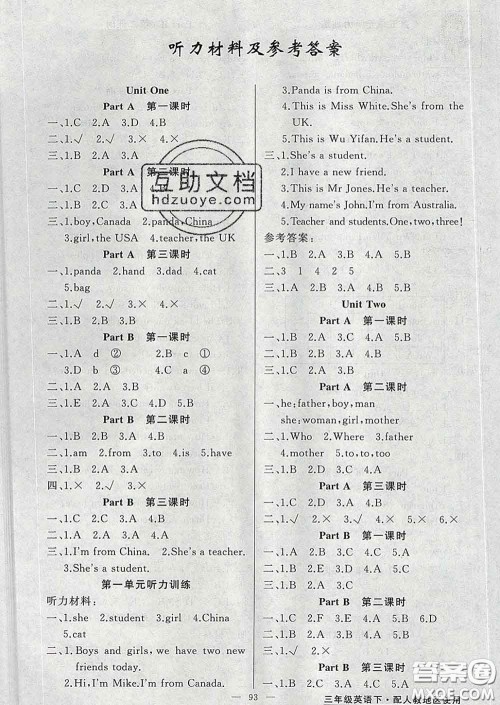 听力材料及参考答案
Unit One
Part A 第一课时
一、1.C 2.A 3.D 4.B
二、1.√ 2.√ 3.× 4.×
Part A 第二课时
一、1.B 2.A 3.A
二、1.C 2.B 3.A
三、1.boy,Canada 2.panda,China
3.girl,the USA 4.teacher,the UK
Part A 第三课时
一、1.panda 2.hand 3.dad 4.cat
5.bag
二、1.× 2.√ 3.× 4.×
三、1.B 2.A 3.B
Part B 第一课时
一、1.A d ② 2.B c ①
3.D b ③ 4.C a ④
二、1.√ 2.√ 3.√
三、1.E 2.A 3.D 4.C 5.B
Part B 第二课时
一、1.B 2.B 3.A 4.A
二、1.am 2.from 3.to 4.is 5.have
三、1.B 2.A 3.A
四、1.× 2.√ 3.×
Part B 第三课时
一、1.C 2.C 3.A 4.B
二、1.B 2.B 3.A
三、1.I'm from China. 2.She's a teacher.
3.She's a student.
第一单元听力训练
听力材料:
一、1.she 2.student 3.girl 4.China
5.cat
二、1.Boys and girls, we have two new
friends today.
2.Hi, I'm Mike.I'm from Canada.
3.Panda is from China.
4.This is Miss White. She's from the
UK.
5.This is Wu Yifan.He's a student.
三、1.She's a student.
2.I have a new friend.
3.This is Mr Jones.He's a teacher.
4.My name's John,I'm from Australia.
5.Teacher and students.One,two,three!
参考答案:
一、1.B 2.A 3.B 4.A 5.B
二、3 1 4 2 5
三、1.B 2.A 3.A 4.B 5.B
Unit Two
Part A 第一课时
一、1.B 2.A 3.B 4.A
二、1.B 2.A 3.B
三、1.C 2.A 3.D 4.B
Part A 第二课时
一、he:father,boy,man
she:woman,girl,mother
二、1.Who 2.Where 3.father
4.mother 5.to,to,too
三、1.B 2.D 3.C 4.A
Part A 第三课时
二、1.√ 2.× 3.√ 4.× 5.× 6.×
Part B 第一课时
一、1.B 2.D 3.C 4.C 5.A
Part B 第二课时
一、1.C 2.F 3.E 4.B 5.A 6.D
二、1.B 2.A 3.B 4.A
三、1.B 2.A 3.A
Part B 第三课时
一、1.B 2.D 3.C 4.A 5.A
互助文档
hdzuoye.com
93
三年级英语下·配人教地区使用
答案圈
MXQE.COM